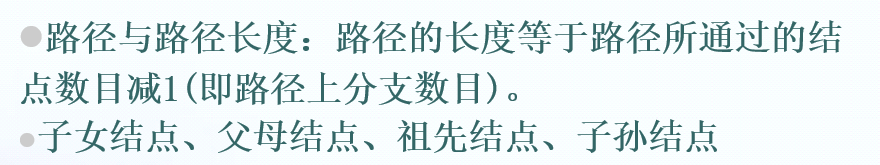 ●路径与路径长度：路径的长度等于路径所通过的结
点数目减1(即路径上分支数目)。
●子女结点、父母结点、祖先结点、子孙结点